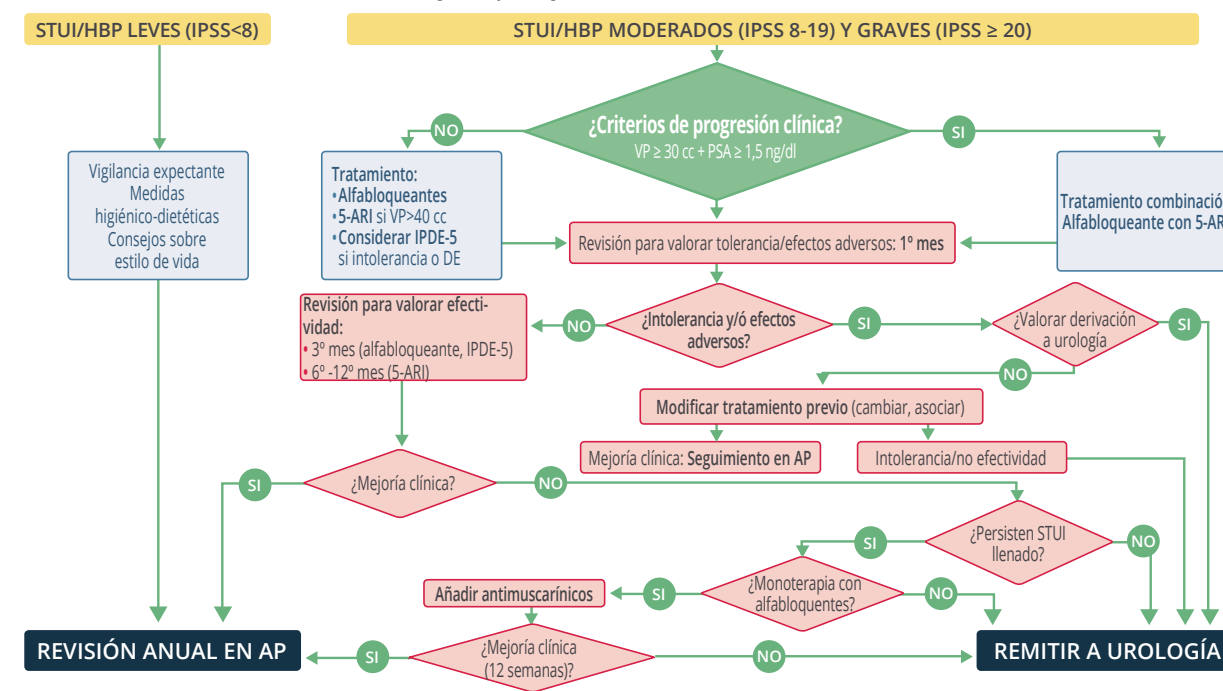 STUI/HBP LEVES (IPSS<8)
STUI/HBP MODERADOS (IPSS 8-19) Y GRAVES (IPSS ≥ 20)
¿Criterios de progresión clínica?
VP ≥ 30 cc + PSA ≥ 1,5 ng/dl
NO
SI
Vigilancia expectante
Medidas
higiénico-dietéticas
Consejos sobre
estilo de vida
Tratamiento:
•Alfabloqueantes
•5-ARI si VP>40 cc
•Considerar IPDE-5
si intolerancia o DE
Tratamiento combinació
Alfabloqueante con 5-AR
Revisión para valorar tolerancia/efectos adversos: 1º mes
Revisión para valorar efecti-
vidad:
• 3º mes (alfabloqueante, IPDE-5)
• 6º -12º mes (5-ARI)
NO
¿Intolerancia y/ó efectos
adversos?
SI
¿Valorar derivación
a urología
SI
NO
Modificar tratamiento previo (cambiar, asociar)
Mejoría clínica: Seguimiento en AP
Intolerancia/no efectividad
SI
¿Mejoría clínica?
NO
¿Persisten STUI
llenado?
SI
NO
¿Monoterapia con
alfabloquentes?
SI
NO
Añadir antimuscarínicos
¿Mejoría clínica
(12 semanas)?
SI
NO
REVISIÓN ANUAL EN AP
REMITIR A UROLOGÍA